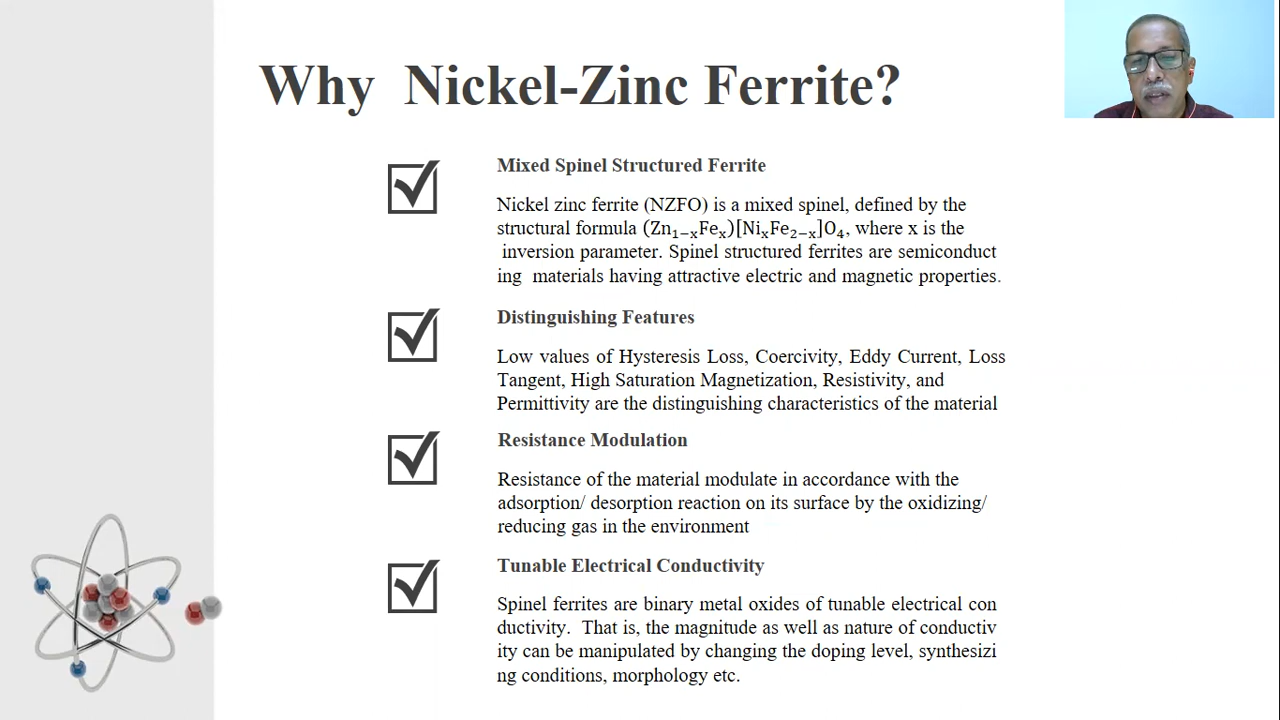 Why Nickel-Zinc Ferrite?
Mixed Spinel Structured Ferrite
Nickel zinc ferrite (NZFO) is a mixed spinel, defined by the
structural formula (Zn₁₋ₓFeₓ)[NiₓFe₂₋ₓ]O₄, where x is the
inversion parameter. Spinel structured ferrites are semiconduct
ing materials having attractive electric and magnetic properties.
Distinguishing Features
Low values of Hysteresis Loss, Coercivity, Eddy Current, Loss
Tangent, High Saturation Magnetization, Resistivity, and
Permittivity are the distinguishing characteristics of the material
Resistance Modulation
Resistance of the material modulate in accordance with the
adsorption/ desorption reaction on its surface by the oxidizing/
reducing gas in the environment
Tunable Electrical Conductivity
Spinel ferrites are binary metal oxides of tunable electrical con
ductivity. That is, the magnitude as well as nature of conductiv
ity can be manipulated by changing the doping level, synthesizi
ng conditions, morphology etc.